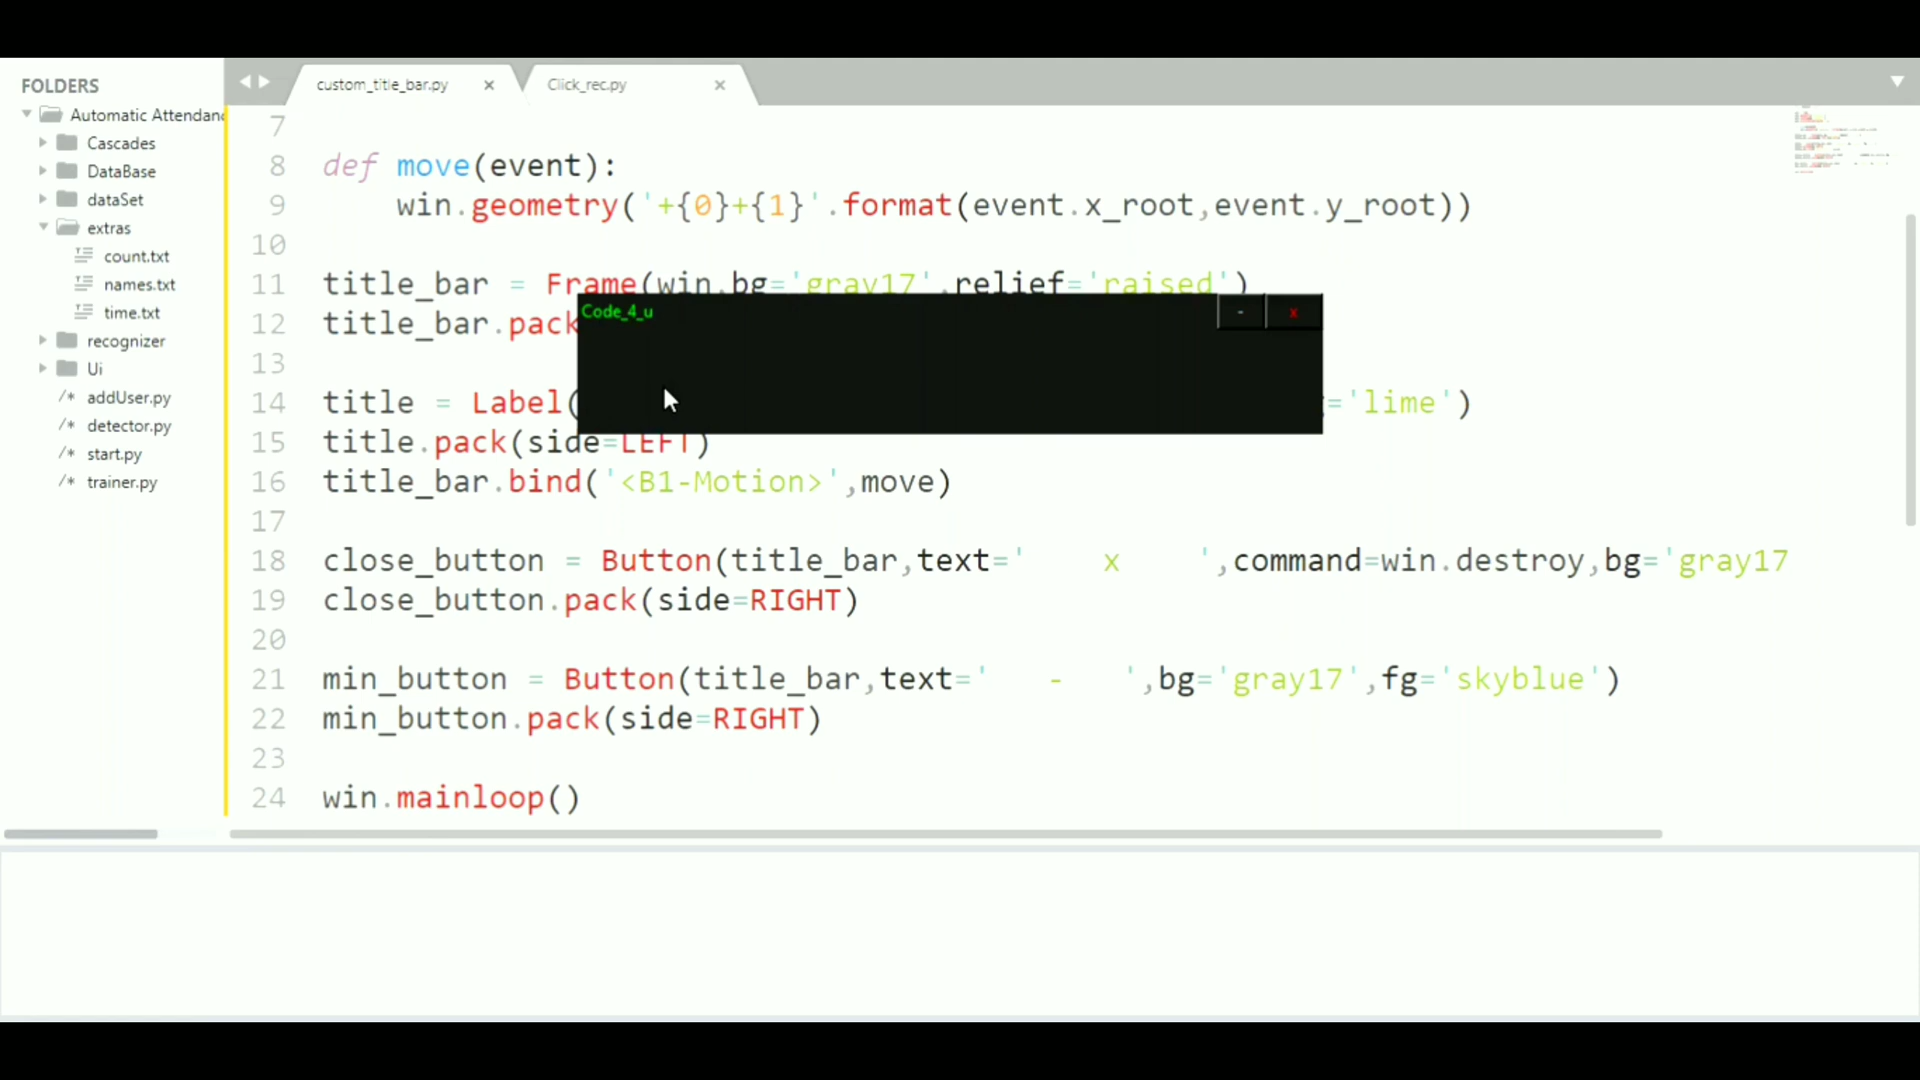 FOLDERS
Automatic Attendanc
Cascades
DataBase
dataSet
extras
count.txt
names.txt
time.txt
recognizer
Ui
/* addUser.py
/* detector.py
/* start.py
/* trainer.py
custom_title_bar.py ×
Click_rec.py ×
7
8 def move(event):
9 win.geometry('+{0}+{1}'.format(event.x_root,event.y_root))
10
11 title_bar = Frame(win,bg='gray17',relief='raised')
12 title_bar.pack
13
14 title = Label( ='lime')
15 title.pack(side=LEFT)
16 title_bar.bind('<B1-Motion>',move)
17
18 close_button = Button(title_bar,text=' x ',command=win.destroy,bg='gray17
19 close_button.pack(side=RIGHT)
20
21 min_button = Button(title_bar,text=' - ',bg='gray17',fg='skyblue')
22 min_button.pack(side=RIGHT)
23
24 win.mainloop()
Code_4_u - x